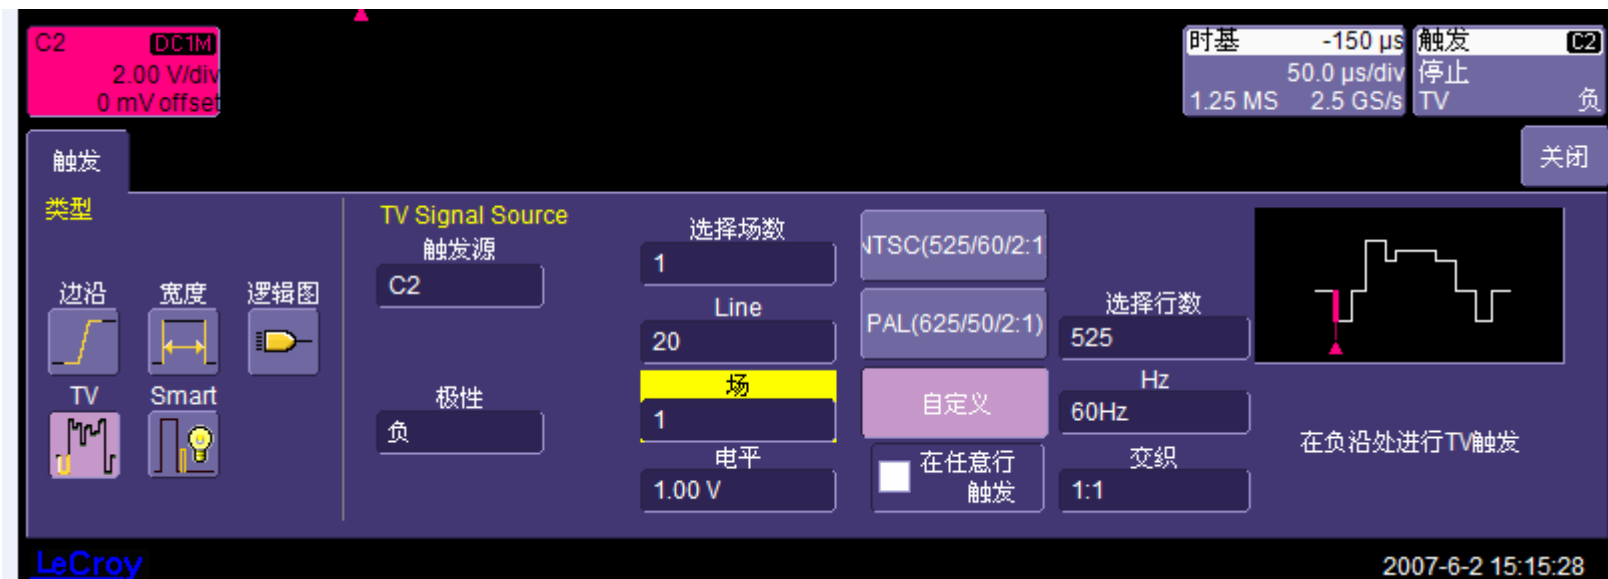 C2 DC1M
2.00 V/div
0 mV offset
时基 -150 µs
50.0 µs/div
1.25 MS 2.5 GS/s
触发 C2
停止
TV 负
触发
关闭
类型
边沿 宽度 逻辑图
TV Smart
TV Signal Source
触发源
C2
极性
负
选择场数
1
Line
20
场
1
电平
1.00 V
NTSC(525/60/2:1
PAL(625/50/2:1)
自定义
在任意行
触发
选择行数
525
Hz
60Hz
交织
1:1
在负沿处进行TV触发
LeCroy
2007-6-2 15:15:28